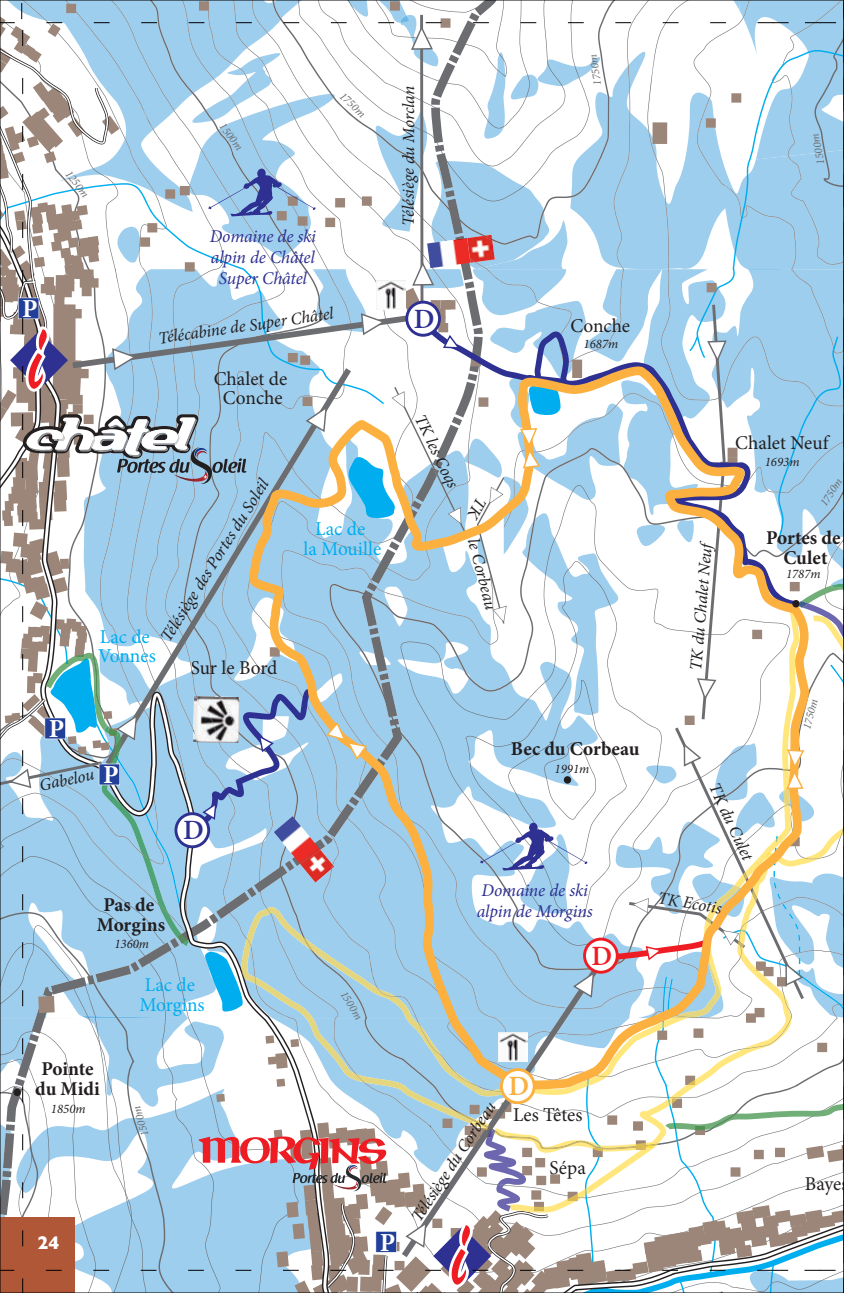 1750m
1750m
1500m
1500m
1250m
Télésiège du Morclan
Domaine de ski
alpin de Châtel
Super Châtel
P
i
Télécabine de Super Châtel
D
Conche
1687m
Chalet de
Conche
châtel
Portes du Soleil
TK les Coqs
Chalet Neuf
1693m
1750m
TK le Corbeau
Lac de
la Mouille
Télésiège des Portes du Soleil
Portes de
Culet
1787m
TK du Chalet Neuf
Lac de
Vonnes
Sur le Bord
P
1750m
Bec du Corbeau
1991m
Gabelou
P
D
TK du Culet
Domaine de ski
alpin de Morgins
TK Ecotis
Pas de
Morgins
1360m
D
Lac de
Morgins
1500m
Pointe
du Midi
1850m
D
Les Têtes
1500m
MORGINS
Portes du Soleil
Télésiège du Corbeau
Sépa
Baye
P
i
24